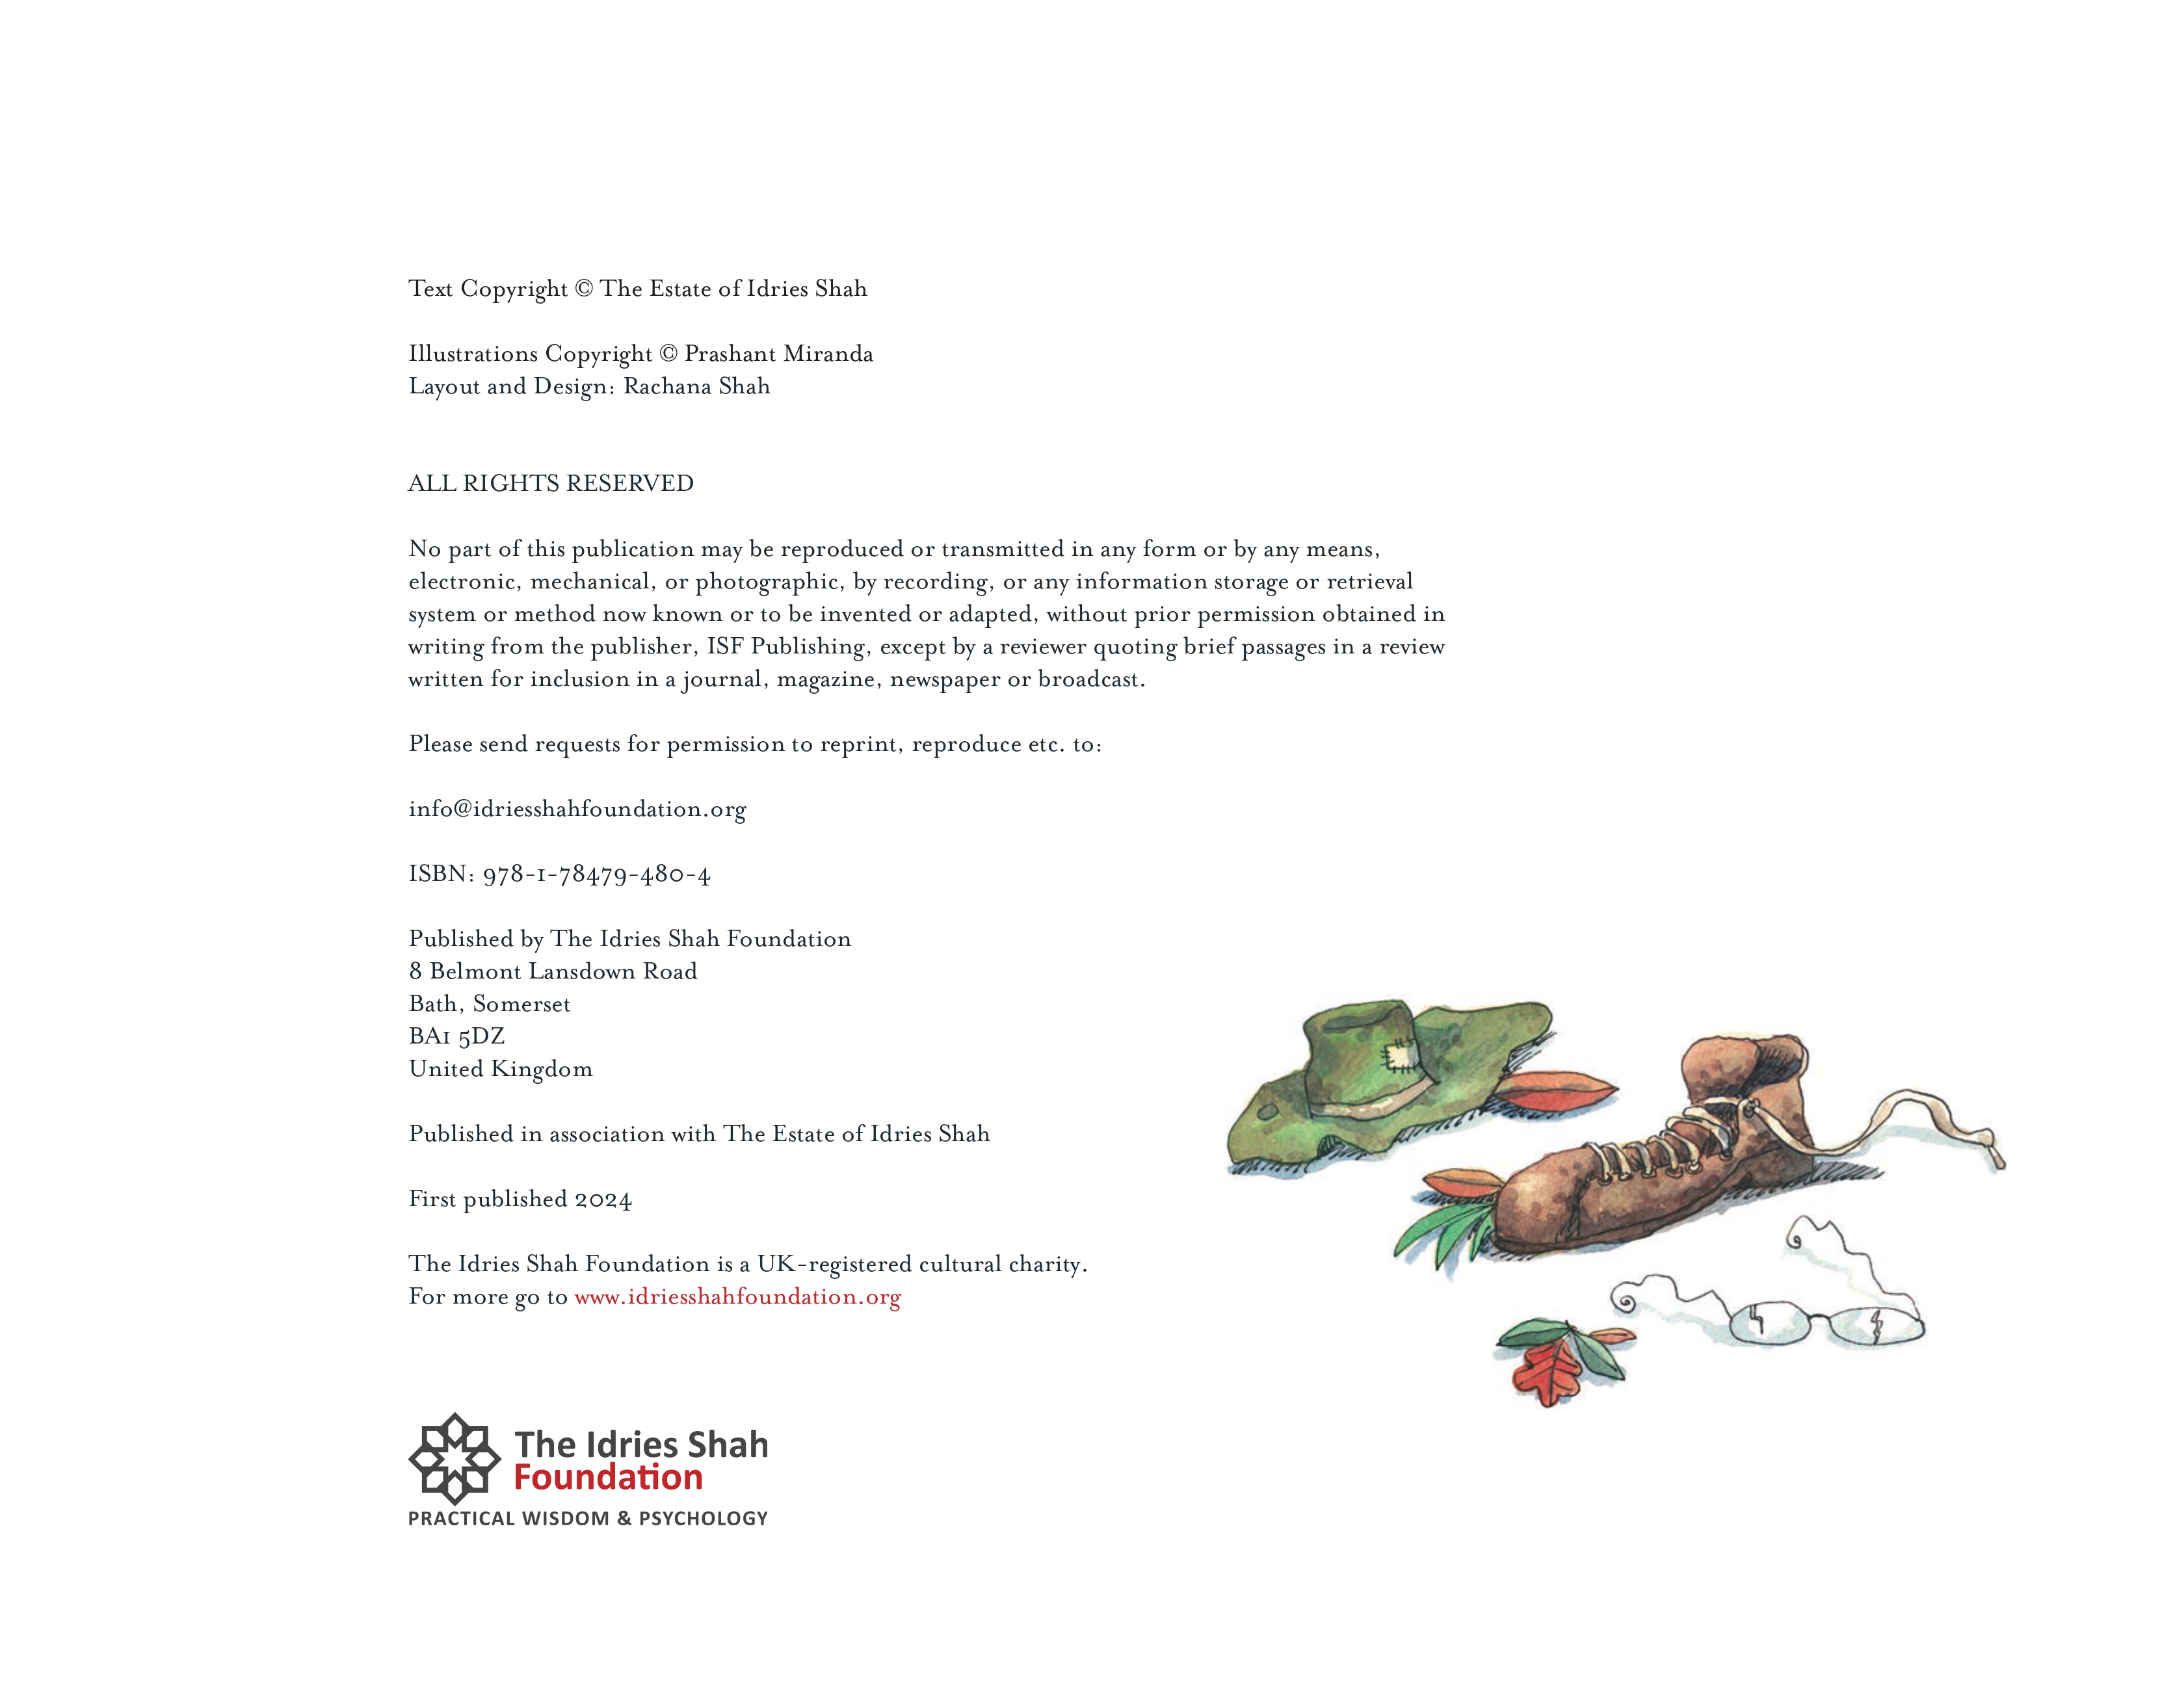 Text Copyright © The Estate of Idries Shah
Illustrations Copyright © Prashant Miranda
Layout and Design: Rachana Shah
ALL RIGHTS RESERVED
No part of this publication may be reproduced or transmitted in any form or by any means,
electronic, mechanical, or photographic, by recording, or any information storage or retrieval
system or method now known or to be invented or adapted, without prior permission obtained in
writing from the publisher, ISF Publishing, except by a reviewer quoting brief passages in a review
written for inclusion in a journal, magazine, newspaper or broadcast.
Please send requests for permission to reprint, reproduce etc. to:
info@idriesshahfoundation.org
ISBN: 978-1-78479-480-4
Published by The Idries Shah Foundation
8 Belmont Lansdown Road
Bath, Somerset
BA1 5DZ
United Kingdom
Published in association with The Estate of Idries Shah
First published 2024
The Idries Shah Foundation is a UK-registered cultural charity.
For more go to www.idriesshahfoundation.org
The Idries Shah
Foundation
PRACTICAL WISDOM & PSYCHOLOGY